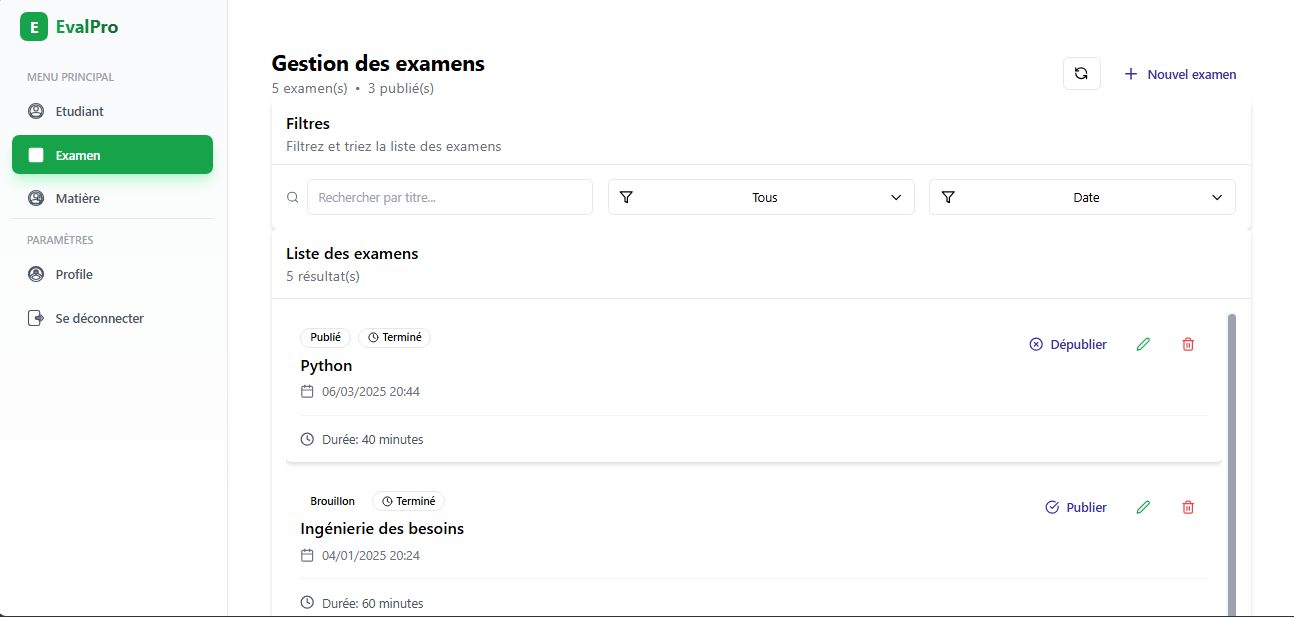 E EvalPro
MENU PRINCIPAL
Etudiant
Examen
Matière
PARAMÈTRES
Profile
Se déconnecter
Gestion des examens
5 examen(s) • 3 publié(s)
Nouvel examen
Filtres
Filtrez et triez la liste des examens
Rechercher par titre...
Tous
Date
Liste des examens
5 résultat(s)
Publié Terminé
Dépublier
Python
06/03/2025 20:44
Durée: 40 minutes
Brouillon Terminé
Publier
Ingénierie des besoins
04/01/2025 20:24
Durée: 60 minutes